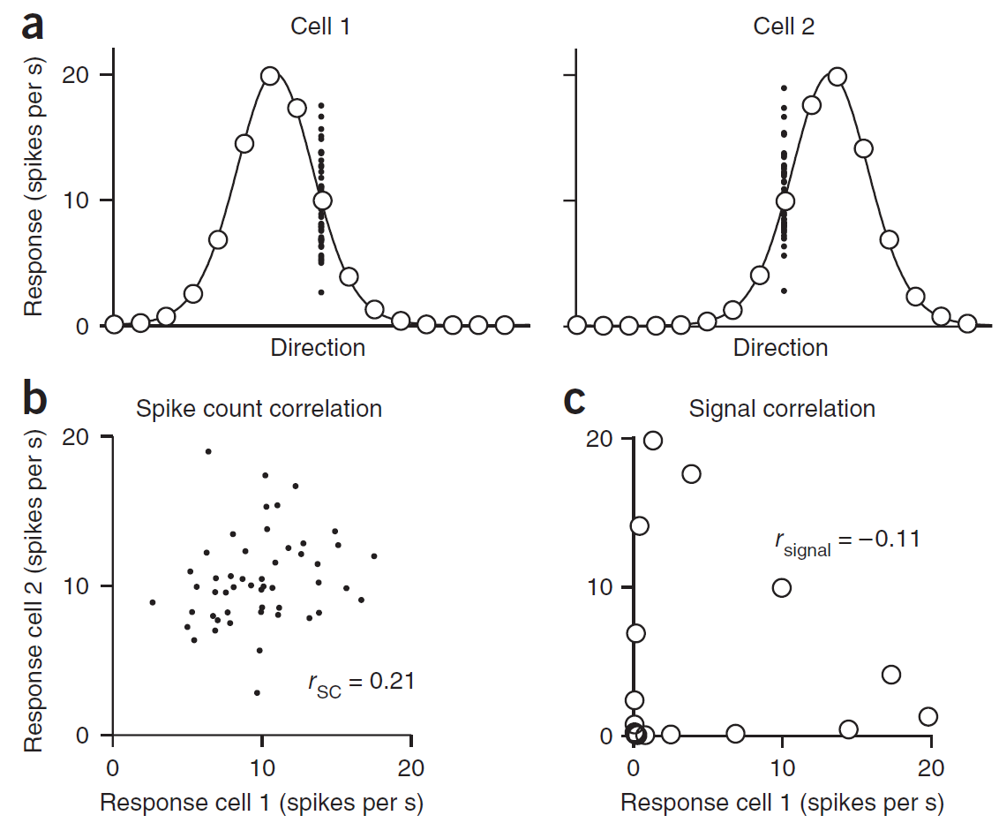 a
Cell 1
Cell 2
Response (spikes per s)
20
10
0
Direction
Direction
b
Spike count correlation
Response cell 2 (spikes per s)
20
10
0
r_SC = 0.21
0
10
20
Response cell 1 (spikes per s)
c
Signal correlation
20
10
0
r_signal = −0.11
0
10
20
Response cell 1 (spikes per s)